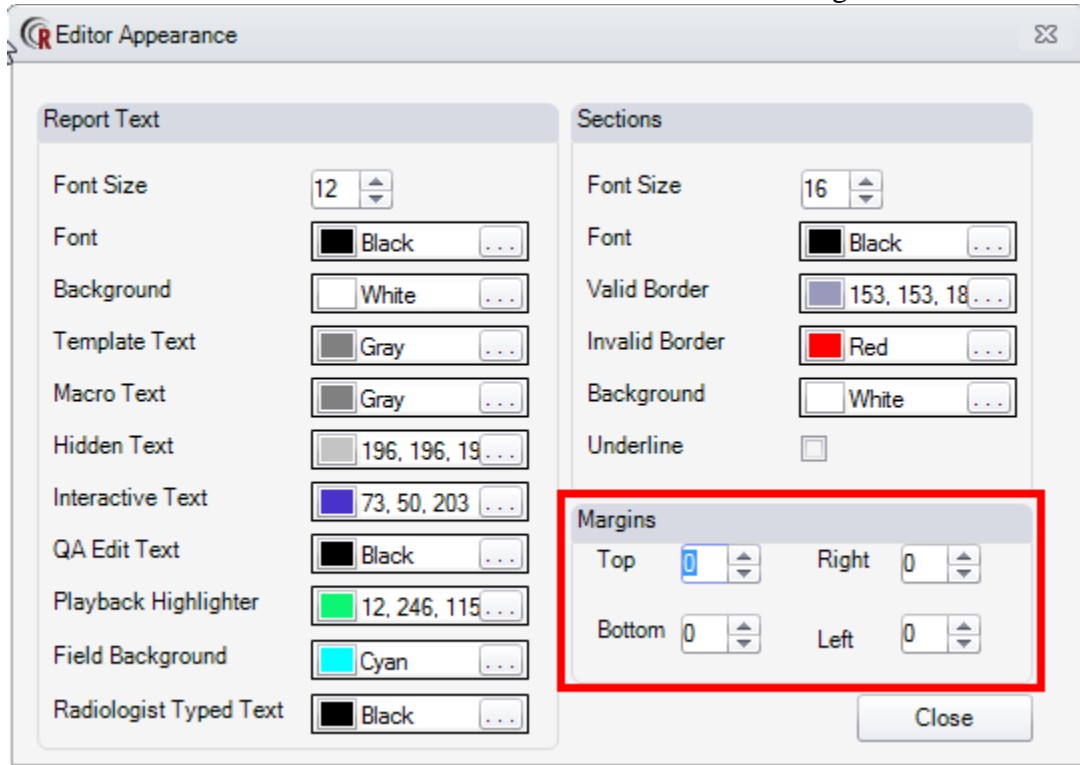 Editor Appearance
Report Text
Font Size 12
Font Black ...
Background White ...
Template Text Gray ...
Macro Text Gray ...
Hidden Text 196, 196, 19...
Interactive Text 73, 50, 203 ...
QA Edit Text Black ...
Playback Highlighter 12, 246, 115...
Field Background Cyan ...
Radiologist Typed Text Black ...
Sections
Font Size 16
Font Black ...
Valid Border 153, 153, 18...
Invalid Border Red ...
Background White ...
Underline
Margins
Top 0 Right 0
Bottom 0 Left 0
Close